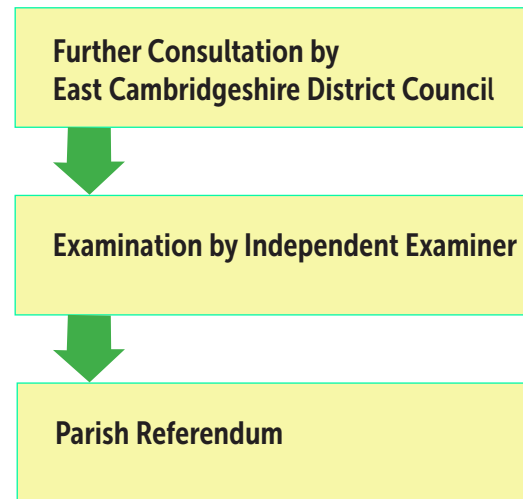 Further Consultation by
East Cambridgeshire District Council
Examination by Independent Examiner
Parish Referendum